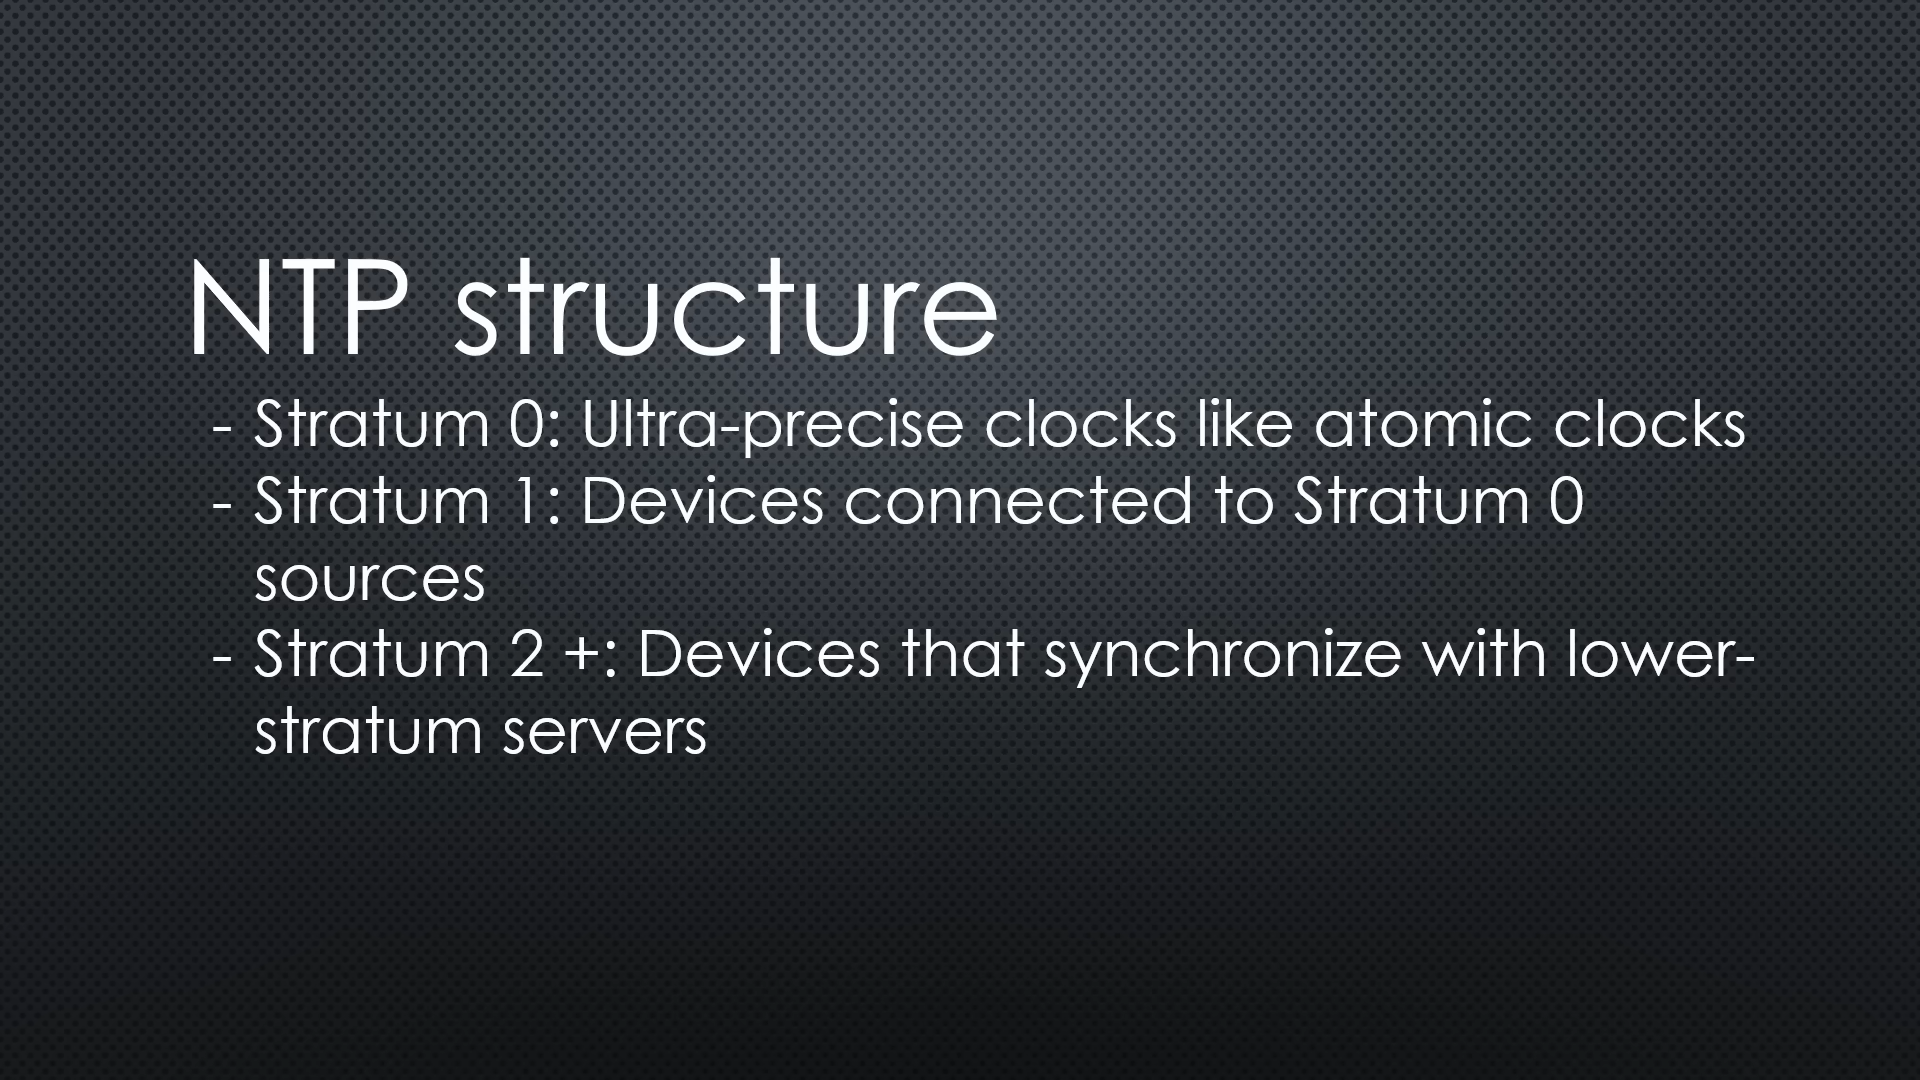 NTP structure
- Stratum 0: Ultra-precise clocks like atomic clocks
- Stratum 1: Devices connected to Stratum 0
sources
- Stratum 2 +: Devices that synchronize with lower-
stratum servers